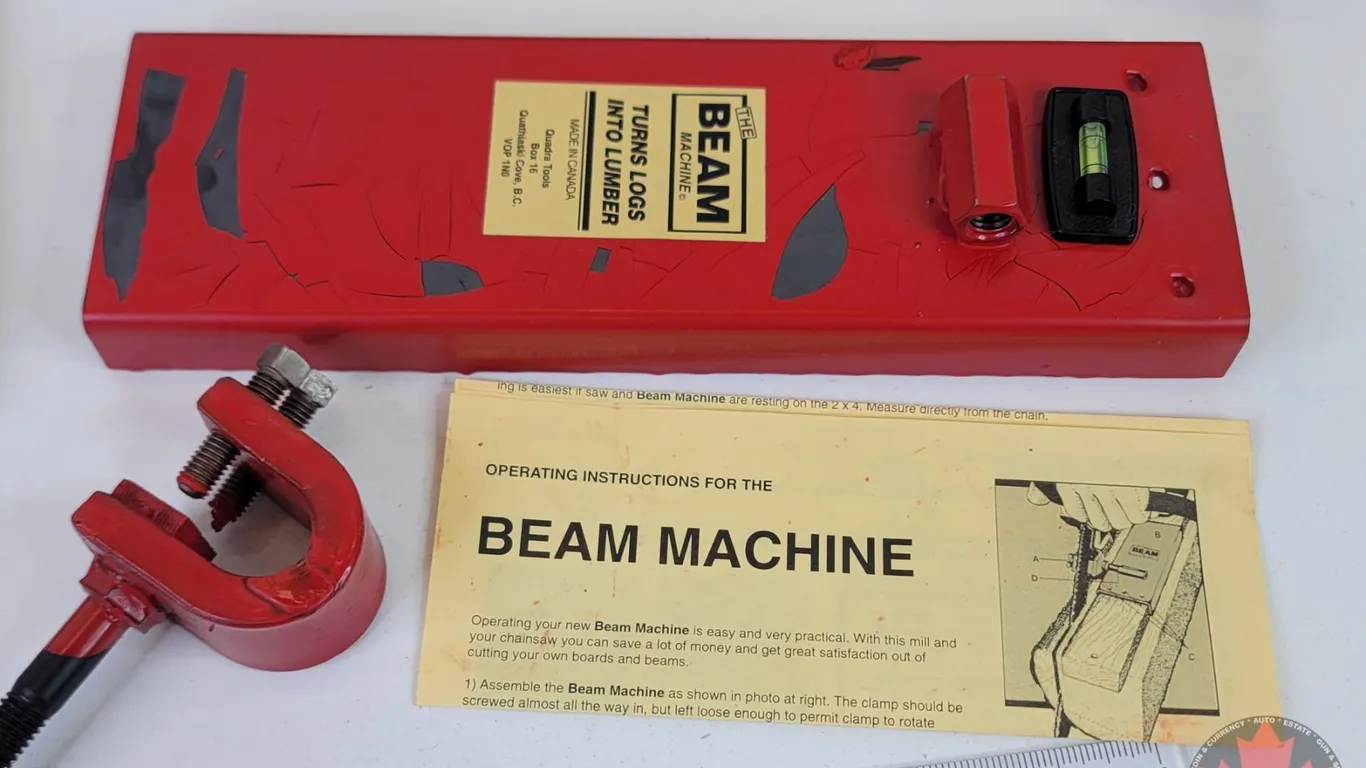 THE
BEAM
MACHINE©
TURNS LOGS
INTO LUMBER
MADE IN CANADA
Quadra Tools
Box 16
Quathiaski Cove, B.C.
V0P 1N0
ing is easiest if saw and Beam Machine are resting on the 2 x 4. Measure directly from the chain.
OPERATING INSTRUCTIONS FOR THE
BEAM MACHINE
Operating your new Beam Machine is easy and very practical. With this mill and
your chainsaw you can save a lot of money and get great satisfaction out of
cutting your own boards and beams.
1) Assemble the Beam Machine as shown in photo at right. The clamp should be
screwed almost all the way in, but left loose enough to permit clamp to rotate
B
BEAM
A
D
C
COIN & CURRENCY • AUTO • ESTATE • GUN &